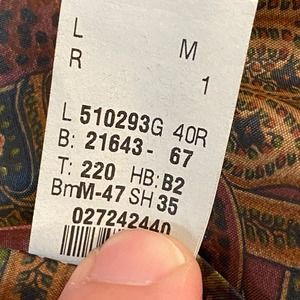 L M
R 1
L 510293G 40R
B: 21643- 67
T: 220 HB: B2
BmM-47 SH 35
027242440